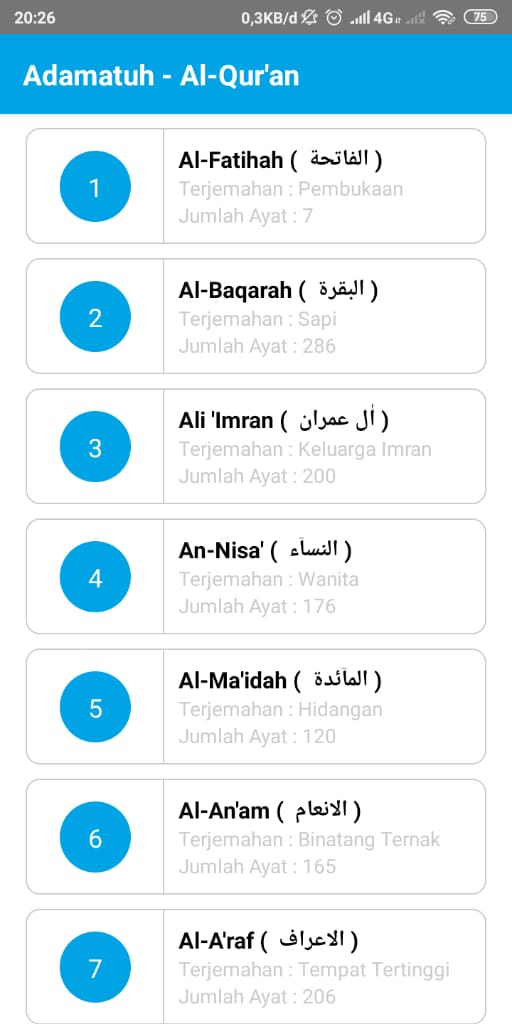 20:26 0,3KB/d 4G 75
Adamatuh - Al-Qur'an
1
Al-Fatihah ( الفاتحة )
Terjemahan : Pembukaan
Jumlah Ayat : 7
2
Al-Baqarah ( البقرة )
Terjemahan : Sapi
Jumlah Ayat : 286
3
Ali 'Imran ( اٰل عمران )
Terjemahan : Keluarga Imran
Jumlah Ayat : 200
4
An-Nisa' ( النساۤء )
Terjemahan : Wanita
Jumlah Ayat : 176
5
Al-Ma'idah ( الماۤئدة )
Terjemahan : Hidangan
Jumlah Ayat : 120
6
Al-An'am ( الانعام )
Terjemahan : Binatang Ternak
Jumlah Ayat : 165
7
Al-A'raf ( الاعراف )
Terjemahan : Tempat Tertinggi
Jumlah Ayat : 206